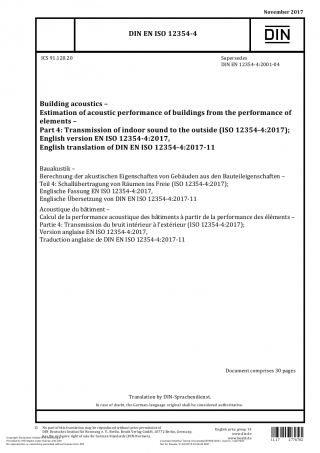 November 2017
DIN EN ISO 12354-4
DIN
ICS 91.120.20
Supersedes
DIN EN 12354-4:2001-04
Building acoustics –
Estimation of acoustic performance of buildings from the performance of
elements –
Part 4: Transmission of indoor sound to the outside (ISO 12354-4:2017);
English version EN ISO 12354-4:2017,
English translation of DIN EN ISO 12354-4:2017-11
Bauakustik –
Berechnung der akustischen Eigenschaften von Gebäuden aus den Bauteileigenschaften –
Teil 4: Schallübertragung von Räumen ins Freie (ISO 12354-4:2017);
Englische Fassung EN ISO 12354-4:2017,
Englische Übersetzung von DIN EN ISO 12354-4:2017-11
Acoustique du bâtiment –
Calcul de la performance acoustique des bâtiments à partir de la performance des éléments –
Partie 4: Transmission du bruit intérieur à l'extérieur (ISO 12354-4:2017);
Version anglaise EN ISO 12354-4:2017,
Traduction anglaise de DIN EN ISO 12354-4:2017-11
Document comprises 30 pages
Translation by DIN-Sprachendienst.
In case of doubt, the German-language original shall be considered authoritative.
© No part of this translation may be reproduced without prior permission of
DIN Deutsches Institut für Normung e. V., Berlin. Beuth Verlag GmbH, 10772 Berlin, Germany,
has the exclusive right of sale for German Standards (DIN-Normen).
English price group 14
www.din.de
www.beuth.de
11.17
2770782